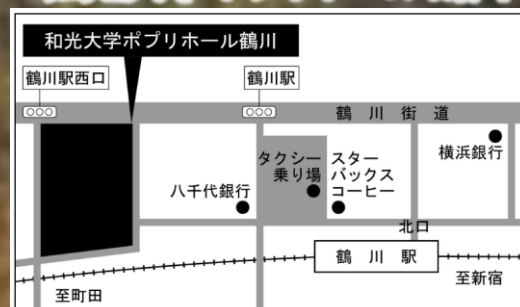 和光大学ポプリホール鶴川
鶴川駅西口
鶴川駅
鶴川街道
タクシー
乗り場
スター
バックス
コーヒー
横浜銀行
八千代銀行
北口
鶴川駅
至新宿
至町田